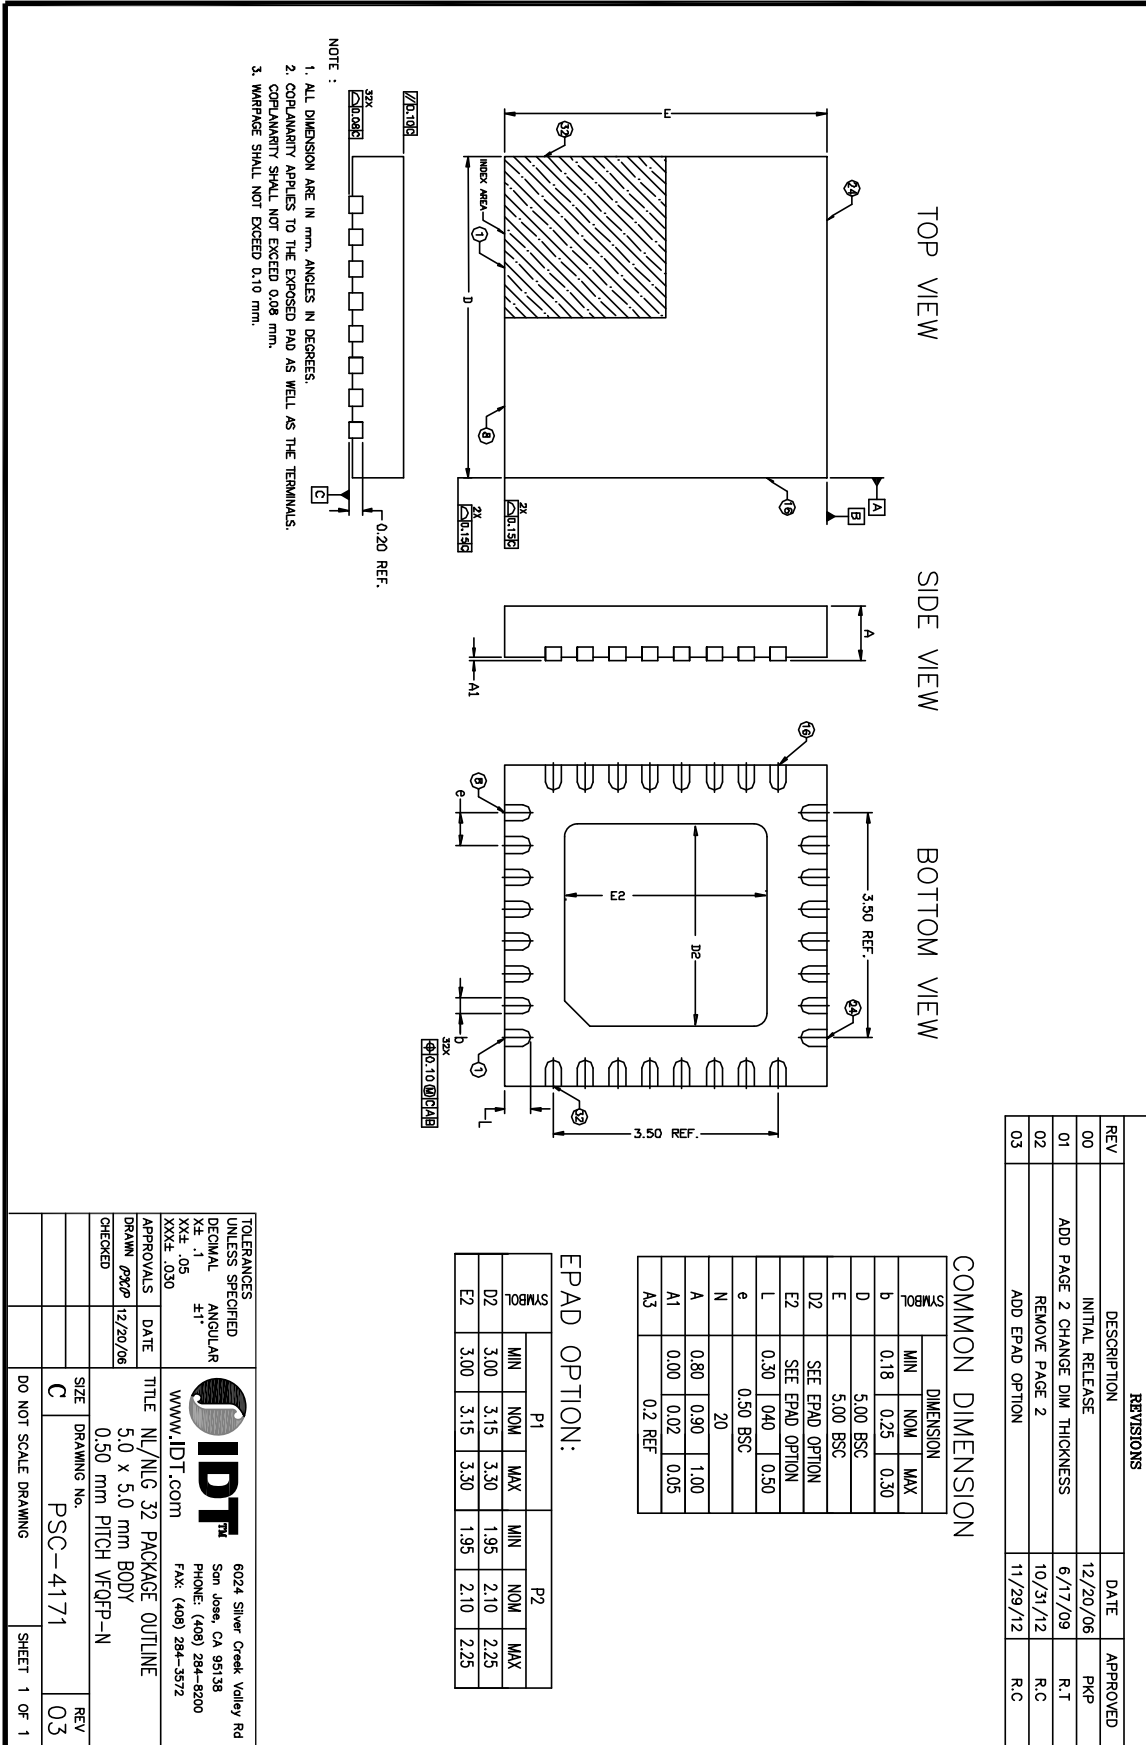 REVISIONS
REV DESCRIPTION DATE APPROVED
00 INITIAL RELEASE 12/20/06 PKP
01 ADD PAGE 2 CHANGE DIM THICKNESS 6/17/09 R.T
02 REMOVE PAGE 2 10/31/12 R.C
03 ADD EPAD OPTION 11/29/12 R.C
TOP VIEW
SIDE VIEW
BOTTOM VIEW
E
32
24
INDEX AREA
1
D
8
16
A
B
2X
0.15 C
2X
0.15 C
A
A1
16
8
e
3.50 REF.
E2
D2
24
b
1
32X
0.10 M C A B
L
32
3.50 REF.
// 0.10 C
32X
0.08 C
C
0.20 REF.
NOTE :
1. ALL DIMENSION ARE IN mm. ANGLES IN DEGREES.
2. COPLANARITY APPLIES TO THE EXPOSED PAD AS WELL AS THE TERMINALS.
COPLANARITY SHALL NOT EXCEED 0.08 mm.
3. WARPAGE SHALL NOT EXCEED 0.10 mm.
COMMON DIMENSION
SYMBOL DIMENSION
MIN NOM MAX
b 0.18 0.25 0.30
D 5.00 BSC
E 5.00 BSC
D2 SEE EPAD OPTION
E2 SEE EPAD OPTION
L 0.30 040 0.50
e 0.50 BSC
N 20
A 0.80 0.90 1.00
A1 0.00 0.02 0.05
A3 0.2 REF
EPAD OPTION:
SYMBOL P1 P2
MIN NOM MAX MIN NOM MAX
D2 3.00 3.15 3.30 1.95 2.10 2.25
E2 3.00 3.15 3.30 1.95 2.10 2.25
TOLERANCES
UNLESS SPECIFIED
DECIMAL ANGULAR
X± .1 ±1°
XX± .05
XXX± .030
APPROVALS DATE
DRAWN PKP 12/20/06
CHECKED
IDT™
www.IDT.com
6024 Silver Creek Valley Rd
San Jose, CA 95138
PHONE: (408) 284-8200
FAX: (408) 284-3572
TITLE NL/NLG 32 PACKAGE OUTLINE
5.0 x 5.0 mm BODY
0.50 mm PITCH VFQFP-N
SIZE DRAWING No. REV
C PSC-4171 03
DO NOT SCALE DRAWING SHEET 1 OF 1